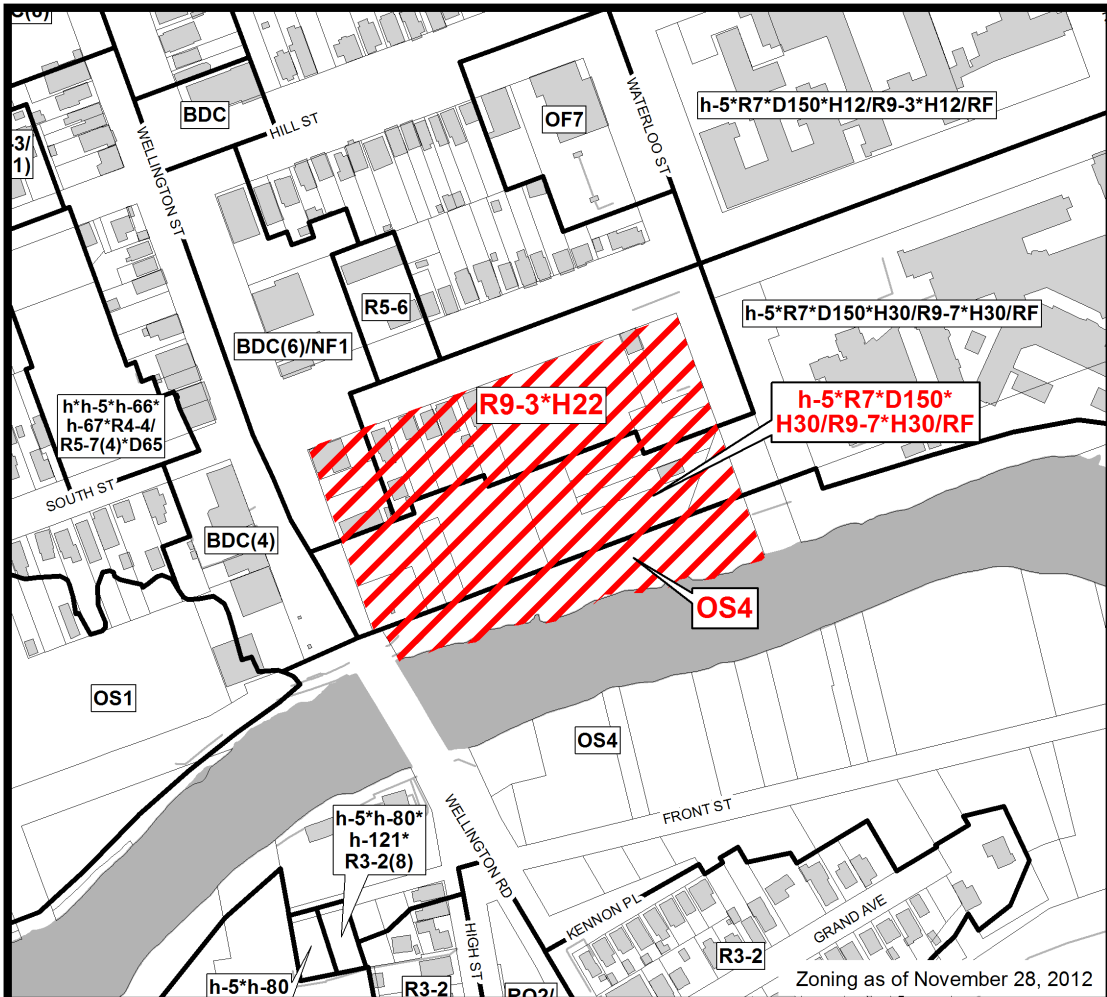 BDC
HILL ST
WELLINGTON ST
OF7
WATERLOO ST
h-5*R7*D150*H12/R9-3*H12/RF
-3/
1)
R5-6
BDC(6)/NF1
h-5*R7*D150*H30/R9-7*H30/RF
h*h-5*h-66*
h-67*R4-4/
R5-7(4)*D65
R9-3*H22
h-5*R7*D150*
H30/R9-7*H30/RF
SOUTH ST
BDC(4)
OS4
OS1
OS4
h-5*h-80*
h-121*
R3-2(8)
WELLINGTON RD
FRONT ST
KENNON PL
GRAND AVE
HIGH ST
R3-2
h-5*h-80
R3-2
Zoning as of November 28, 2012